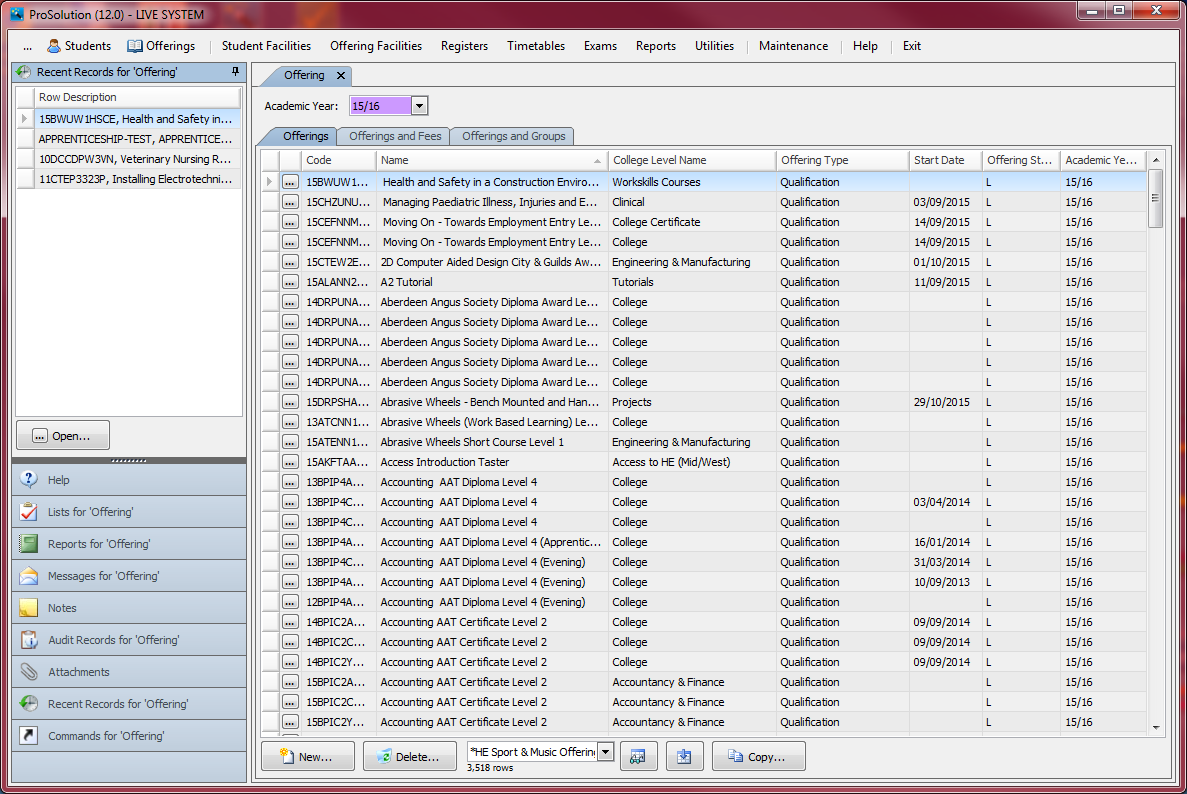 ProSolution (12.0) - LIVE SYSTEM
... Students Offerings Student Facilities Offering Facilities Registers Timetables Exams Reports Utilities Maintenance Help Exit
Recent Records for 'Offering'
Row Description
15BWUW1HSCE, Health and Safety in...
APPRENTICESHIP-TEST, APPRENTICE...
10DCCDPW3VN, Veterinary Nursing R...
11CTEP3323P, Installing Electrotechni...
... Open...
Help
Lists for 'Offering'
Reports for 'Offering'
Messages for 'Offering'
Notes
Audit Records for 'Offering'
Attachments
Recent Records for 'Offering'
Commands for 'Offering'
Offering
Academic Year: 15/16
Offerings Offerings and Fees Offerings and Groups
Code Name College Level Name Offering Type Start Date Offering St... Academic Ye...
... 15BWUW1... Health and Safety in a Construction Enviro... Workskills Courses Qualification L 15/16
... 15CHZUNU... Managing Paediatric Illness, Injuries and E... Clinical Qualification 03/09/2015 L 15/16
... 15CEFNNM... Moving On - Towards Employment Entry Le... College Certificate Qualification 14/09/2015 L 15/16
... 15CEFNNM... Moving On - Towards Employment Entry Le... College Qualification 14/09/2015 L 15/16
... 15CTEW2E... 2D Computer Aided Design City & Guilds Aw... Engineering & Manufacturing Qualification 01/10/2015 L 15/16
... 15ALANN2... A2 Tutorial Tutorials Qualification 11/09/2015 L 15/16
... 14DRPUNA... Aberdeen Angus Society Diploma Award Le... College Qualification L 15/16
... 14DRPUNA... Aberdeen Angus Society Diploma Award Le... College Qualification L 15/16
... 14DRPUNA... Aberdeen Angus Society Diploma Award Le... College Qualification L 15/16
... 14DRPUNA... Aberdeen Angus Society Diploma Award Le... College Qualification L 15/16
... 14DRPUNA... Aberdeen Angus Society Diploma Award Le... College Qualification L 15/16
... 15DRPSHA... Abrasive Wheels - Bench Mounted and Han... Projects Qualification 29/10/2015 L 15/16
... 13ATCNN1... Abrasive Wheels (Work Based Learning) Le... College Qualification L 15/16
... 15ATENN1... Abrasive Wheels Short Course Level 1 Engineering & Manufacturing Qualification L 15/16
... 15AKFTAA... Access Introduction Taster Access to HE (Mid/West) Qualification L 15/16
... 13BPIP4A... Accounting AAT Diploma Level 4 College Qualification L 15/16
... 13BPIP4C... Accounting AAT Diploma Level 4 College Qualification 03/04/2014 L 15/16
... 13BPIP4C... Accounting AAT Diploma Level 4 College Qualification L 15/16
... 13BPIP4A... Accounting AAT Diploma Level 4 (Apprentic... College Qualification 16/01/2014 L 15/16
... 13BPIP4C... Accounting AAT Diploma Level 4 (Evening) College Qualification 31/03/2014 L 15/16
... 13BPIP4A... Accounting AAT Diploma Level 4 (Evening) College Qualification 10/09/2013 L 15/16
... 12BPIP4A... Accounting AAT Diploma Level 4 (Evening) College Qualification L 15/16
... 14BPIC2A... Accounting AAT Certificate Level 2 College Qualification 09/09/2014 L 15/16
... 14BPIC2C... Accounting AAT Certificate Level 2 College Qualification 09/09/2014 L 15/16
... 14BPIC2Y... Accounting AAT Certificate Level 2 College Qualification 09/09/2014 L 15/16
... 15BPIC2A... Accounting AAT Certificate Level 2 Accountancy & Finance Qualification L 15/16
... 15BPIC2C... Accounting AAT Certificate Level 2 Accountancy & Finance Qualification L 15/16
... 15BPIC2Y... Accounting AAT Certificate Level 2 Accountancy & Finance Qualification L 15/16
New... Delete... *HE Sport & Music Offering Copy...
3,518 rows